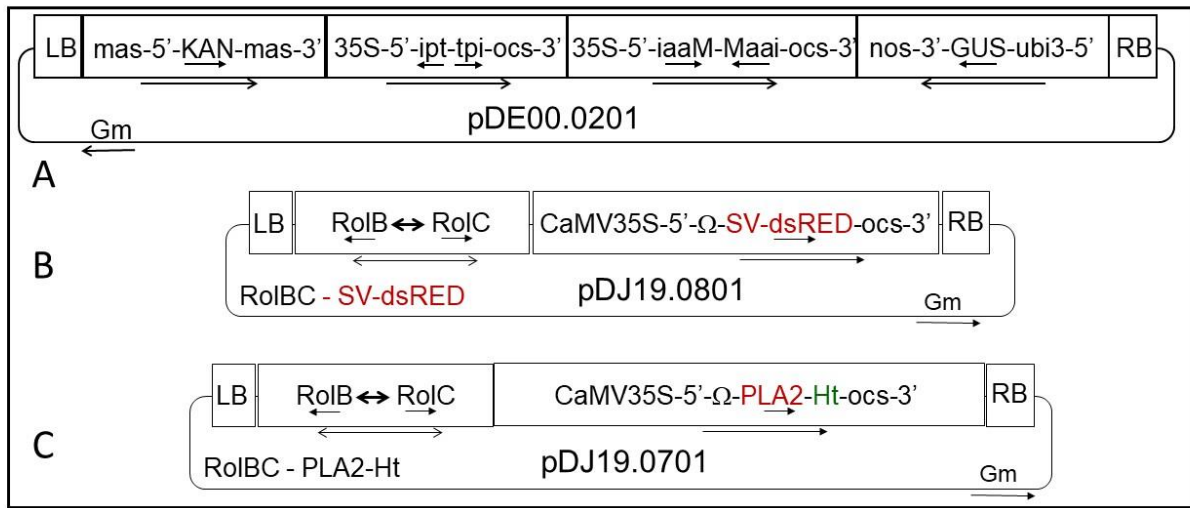 LB mas-5’-KAN-mas-3’ 35S-5’-ipt-tpi-ocs-3’ 35S-5’-iaaM-Maai-ocs-3’ nos-3’-GUS-ubi3-5’ RB
pDE00.0201
Gm
A
LB RolB RolC CaMV35S-5’-Ω-SV-dsRED-ocs-3’ RB
B
RolBC - SV-dsRED pDJ19.0801
Gm
LB RolB RolC CaMV35S-5’-Ω-PLA2-Ht-ocs-3’ RB
C
RolBC - PLA2-Ht pDJ19.0701
Gm